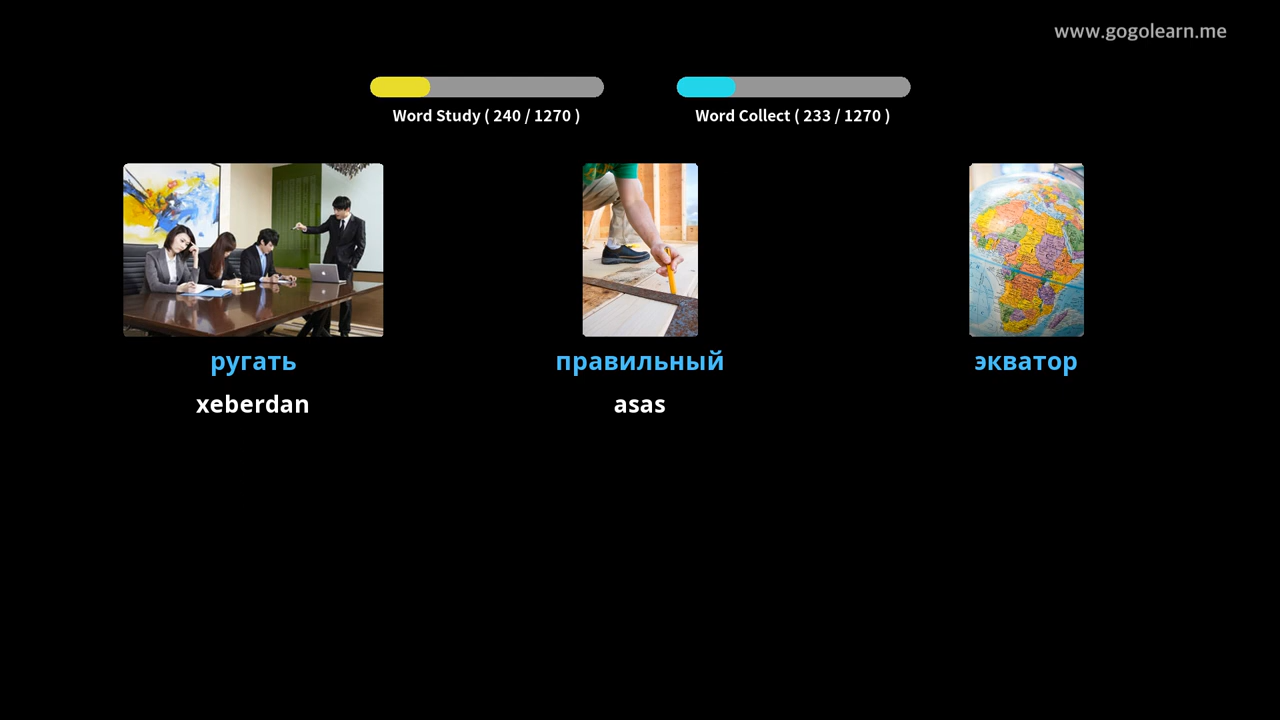 www.gogolearn.me
Word Study ( 240 / 1270 )
Word Collect ( 233 / 1270 )
ругать
правильный
экватор
xeberdan
asas